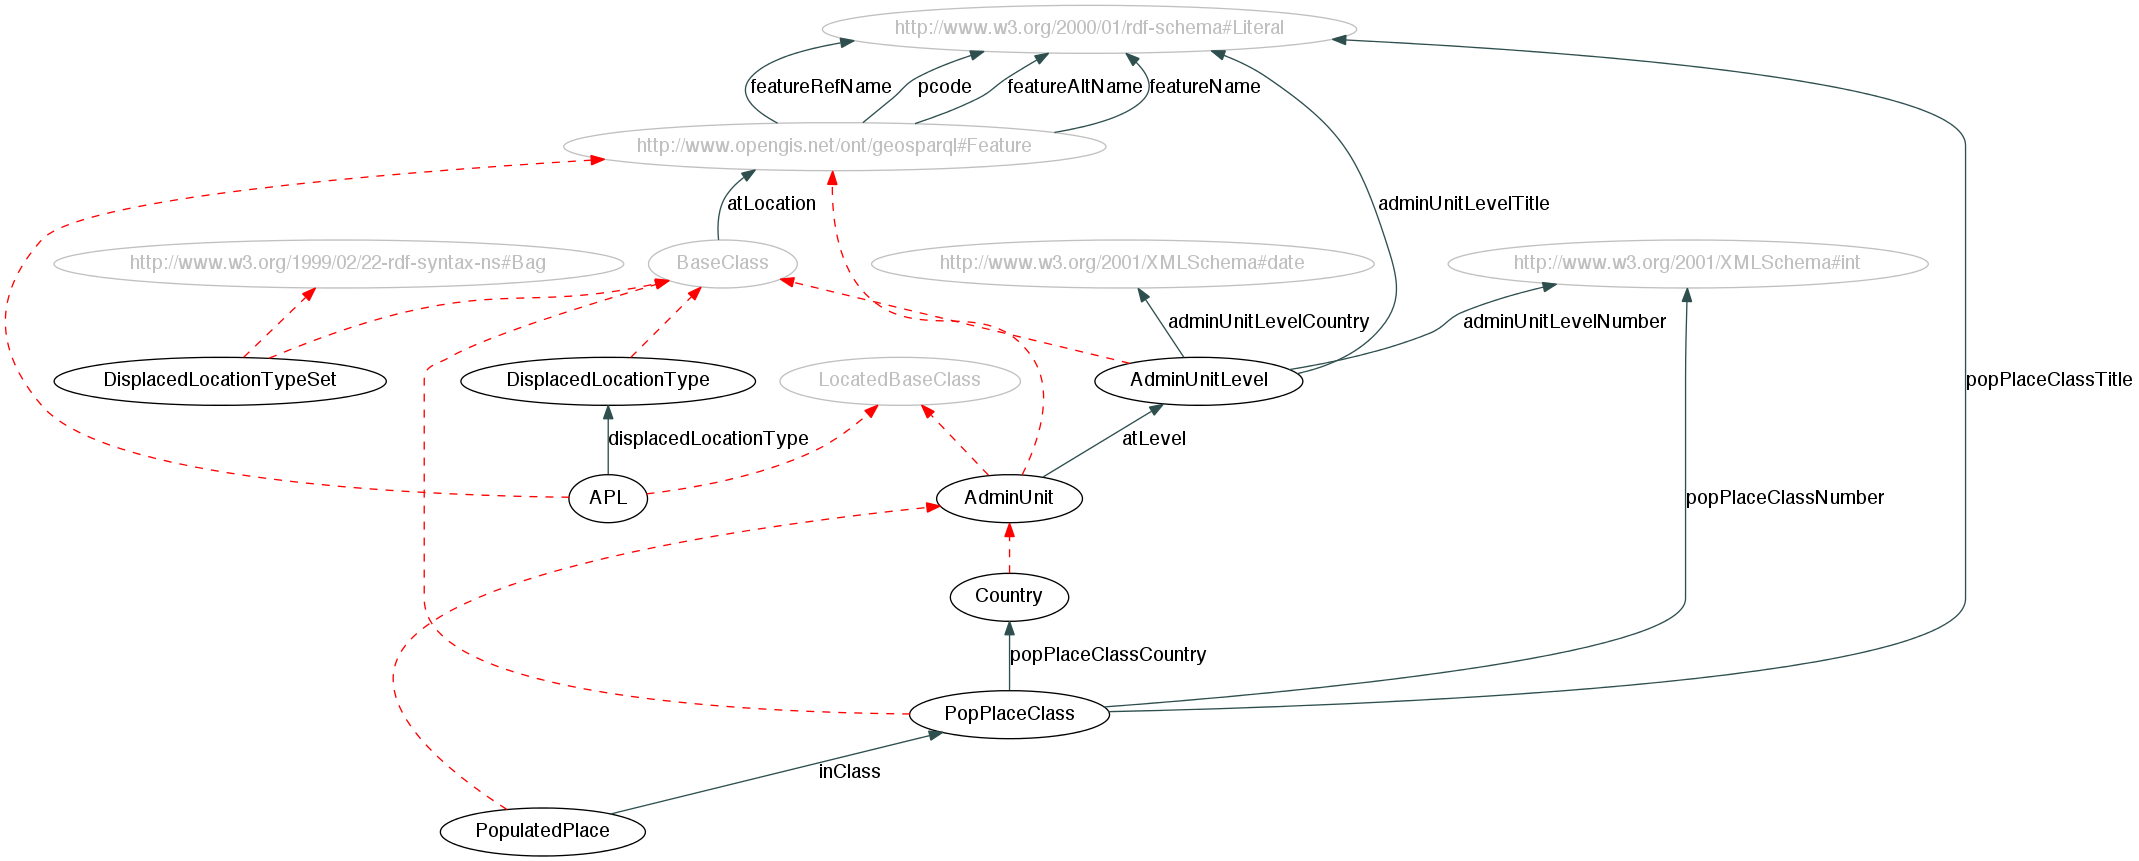 http://www.w3.org/2000/01/rdf-schema#Literal
featureRefName
pcode
featureAltName
featureName
http://www.opengis.net/ont/geosparql#Feature
atLocation
adminUnitLevelTitle
http://www.w3.org/1999/02/22-rdf-syntax-ns#Bag
BaseClass
http://www.w3.org/2001/XMLSchema#date
http://www.w3.org/2001/XMLSchema#int
adminUnitLevelCountry
adminUnitLevelNumber
DisplacedLocationTypeSet
DisplacedLocationType
LocatedBaseClass
AdminUnitLevel
popPlaceClassTitle
displacedLocationType
atLevel
APL
AdminUnit
popPlaceClassNumber
Country
popPlaceClassCountry
PopPlaceClass
inClass
PopulatedPlace